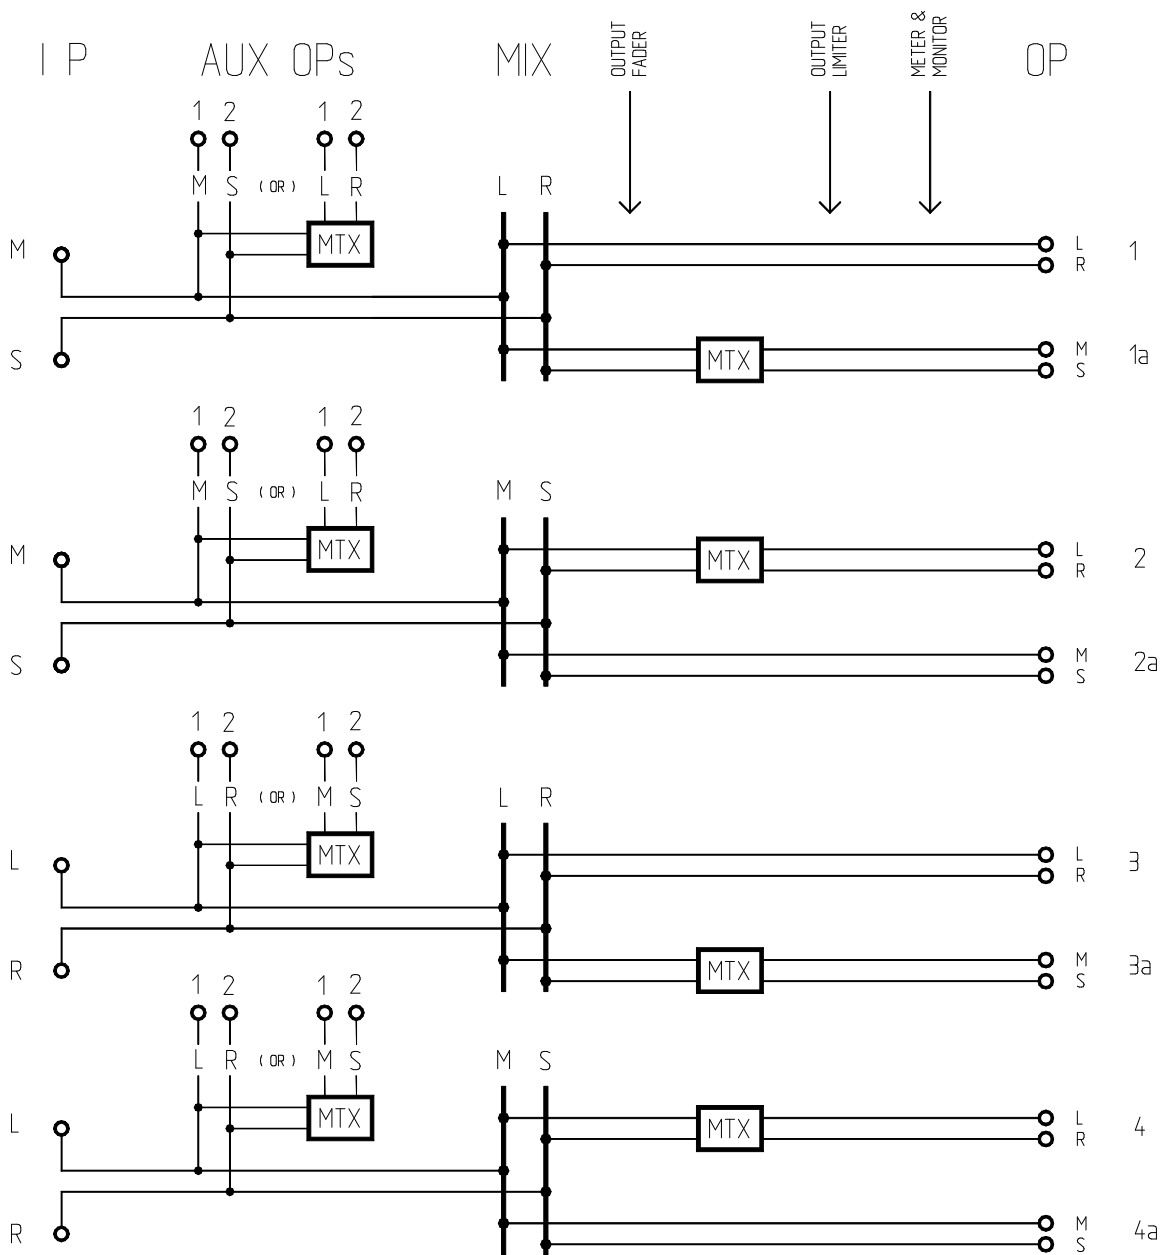 I P AUX OPs MIX OUTPUT FADER OUTPUT LIMITER METER & MONITOR OP
1 2 1 2
M S (OR) L R L R
MTX
M L R 1
S MTX M S 1a
1 2 1 2
M S (OR) L R M S
MTX
M MTX L R 2
S M S 2a
1 2 1 2
L R (OR) M S L R
MTX
L L R 3
R MTX M S 3a
1 2 1 2
L R (OR) M S M S
MTX
L MTX L R 4
R M S 4a